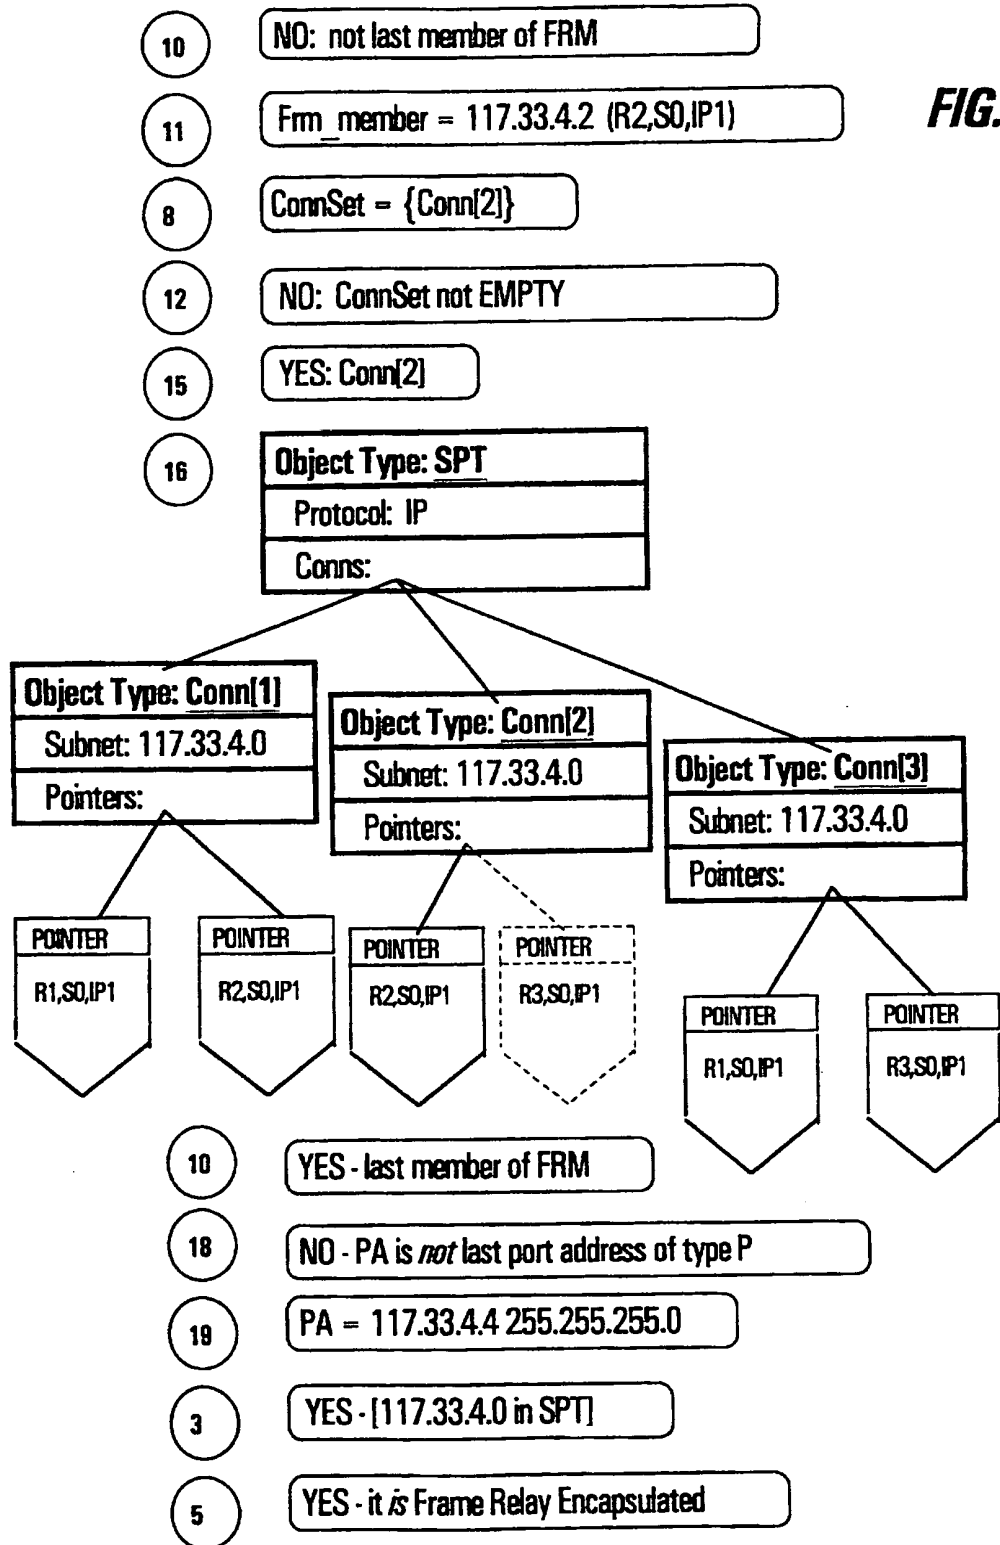 10
NO: not last member of FRM
FIG.
11
Frm_member = 117.33.4.2 (R2,S0,IP1)
8
ConnSet = {Conn[2]}
12
NO: ConnSet not EMPTY
15
YES: Conn[2]
16
Object Type: SPT
Protocol: IP
Conns:
Object Type: Conn[1]
Subnet: 117.33.4.0
Pointers:
Object Type: Conn[2]
Subnet: 117.33.4.0
Pointers:
Object Type: Conn[3]
Subnet: 117.33.4.0
Pointers:
POINTER
R1,S0,IP1
POINTER
R2,S0,IP1
POINTER
R2,S0,IP1
POINTER
R3,S0,IP1
POINTER
R1,S0,IP1
POINTER
R3,S0,IP1
10
YES - last member of FRM
18
NO - PA is not last port address of type P
19
PA = 117.33.4.4 255.255.255.0
3
YES - [117.33.4.0 in SPT]
5
YES - it is Frame Relay Encapsulated